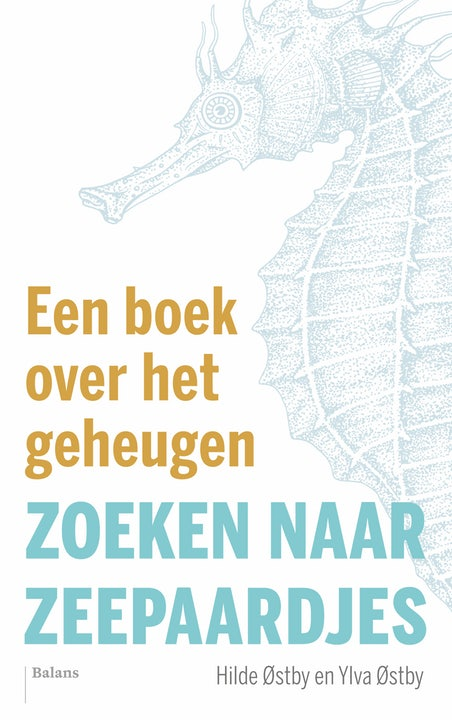 Een boek
over het
geheugen
ZOEKEN NAAR
ZEEPAARDJES
Balans
Hilde Østby en Ylva Østby